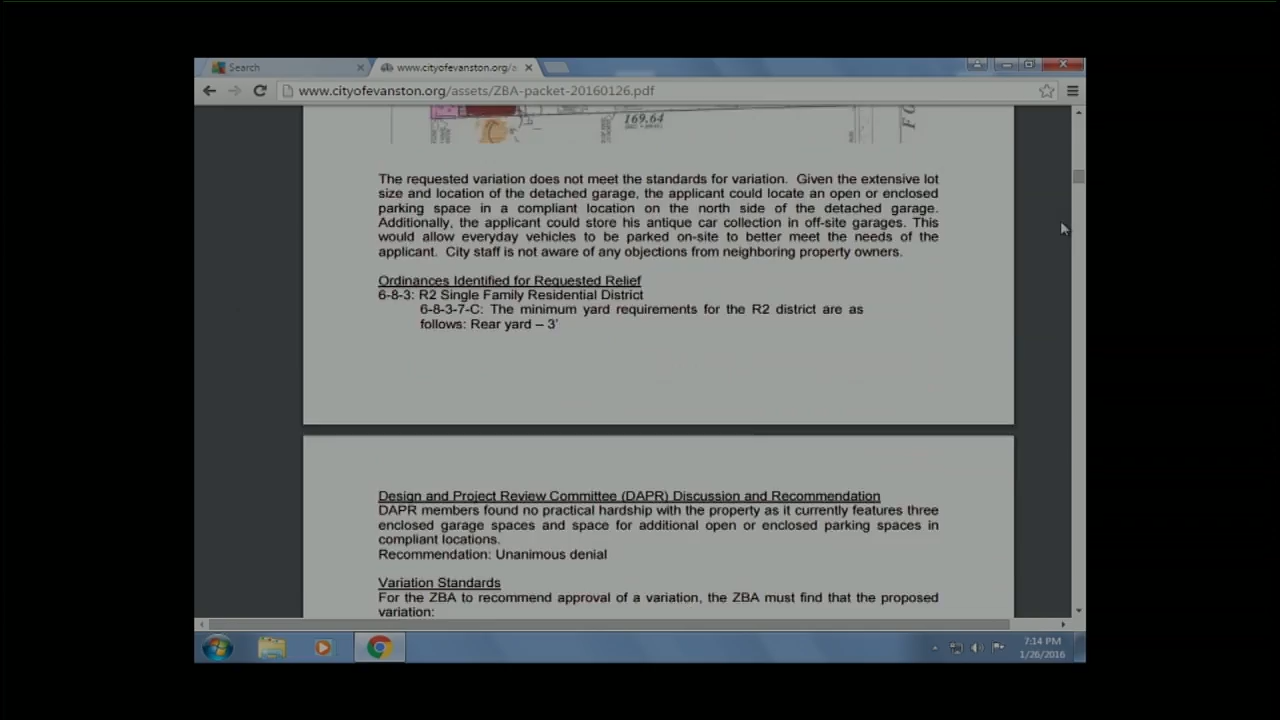 Search
www.cityofevanston.org/a
www.cityofevanston.org/assets/ZBA-packet-20160126.pdf
169.64
The requested variation does not meet the standards for variation. Given the extensive lot
size and location of the detached garage, the applicant could locate an open or enclosed
parking space in a compliant location on the north side of the detached garage.
Additionally, the applicant could store his antique car collection in off-site garages. This
would allow everyday vehicles to be parked on-site to better meet the needs of the
applicant. City staff is not aware of any objections from neighboring property owners.
Ordinances Identified for Requested Relief
6-8-3: R2 Single Family Residential District
6-8-3-7-C: The minimum yard requirements for the R2 district are as
follows: Rear yard – 3'
Design and Project Review Committee (DAPR) Discussion and Recommendation
DAPR members found no practical hardship with the property as it currently features three
enclosed garage spaces and space for additional open or enclosed parking spaces in
compliant locations.
Recommendation: Unanimous denial
Variation Standards
For the ZBA to recommend approval of a variation, the ZBA must find that the proposed
variation:
7:14 PM
1/26/2016